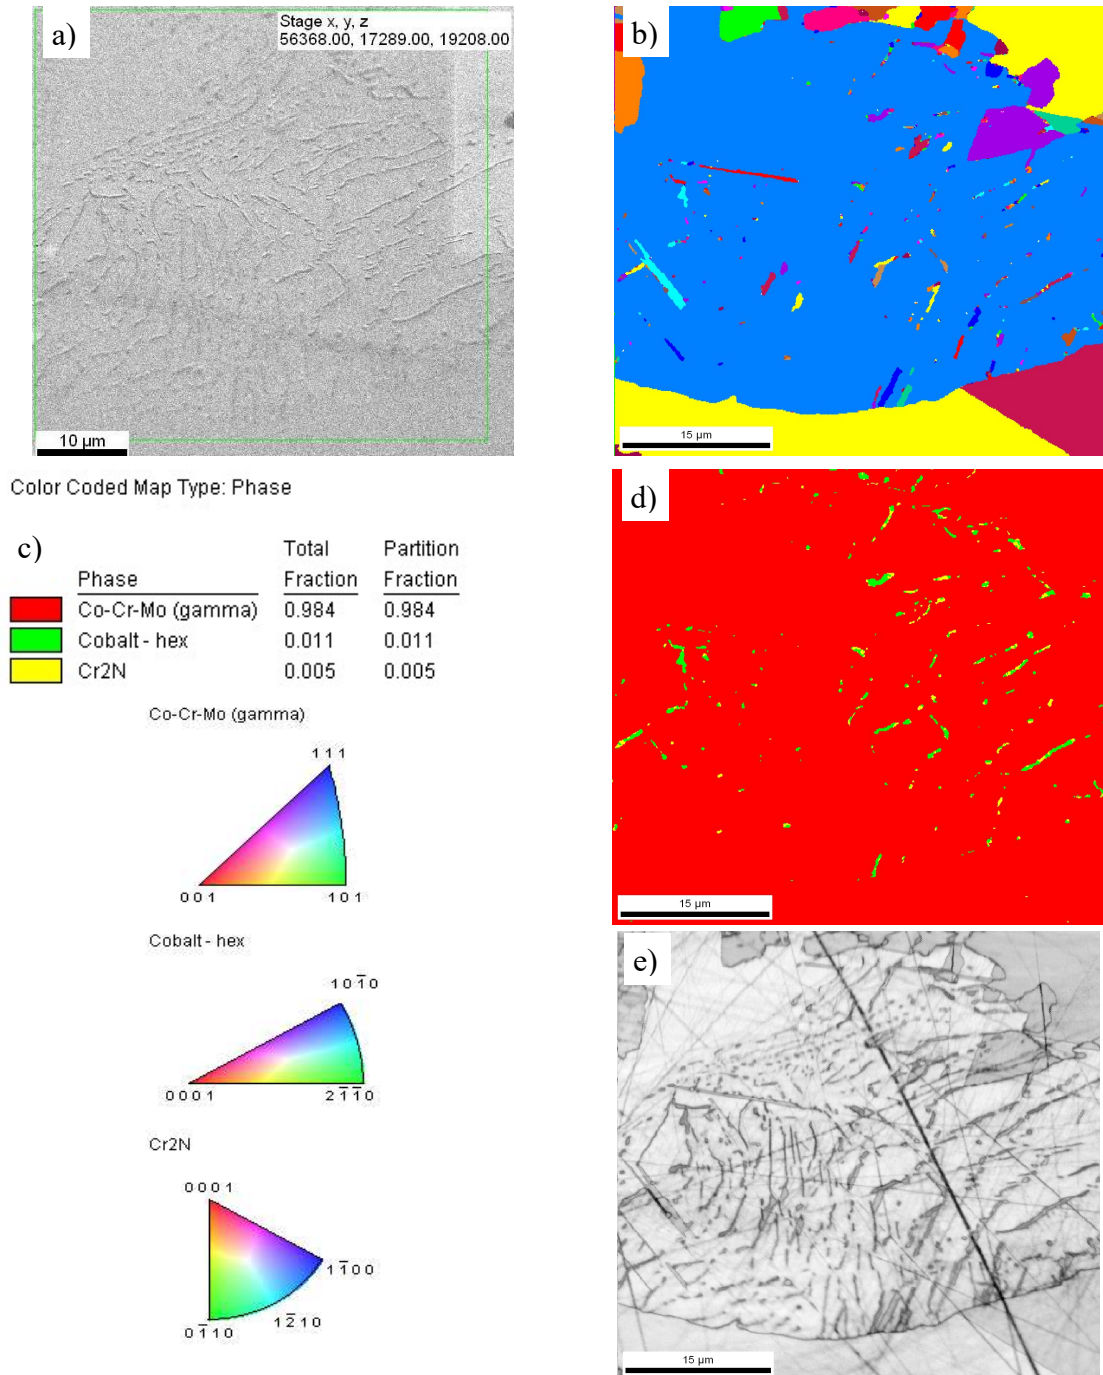 a)
Stage x, y, z
56368.00, 17289.00, 19208.00
10 µm
b)
15 µm
Color Coded Map Type: Phase
c)
Total Partition
Phase Fraction Fraction
Co-Cr-Mo (gamma) 0.984 0.984
Cobalt - hex 0.011 0.011
Cr2N 0.005 0.005
Co-Cr-Mo (gamma)
1 1 1
0 0 1 1 0 1
Cobalt - hex
1 0 1̅ 0
0 0 0 1 2 1̅ 1̅ 0
Cr2N
0 0 0 1
1 1̅ 0 0
1 2̅ 1 0
0 1̅ 1 0
d)
15 µm
e)
15 µm